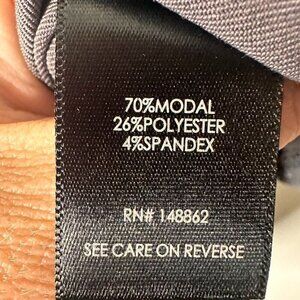 70%MODAL
26%POLYESTER
4%SPANDEX
RN# 148862
SEE CARE ON REVERSE